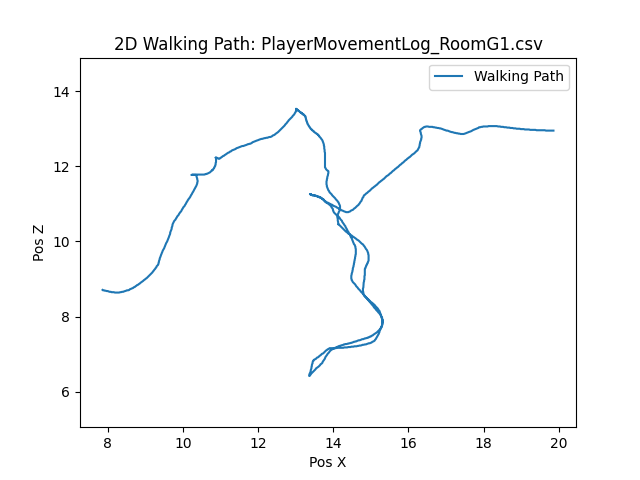 2D Walking Path: PlayerMovementLog_RoomG1.csv
Walking Path
14
12
10
8
6
Pos Z
8 10 12 14 16 18 20
Pos X